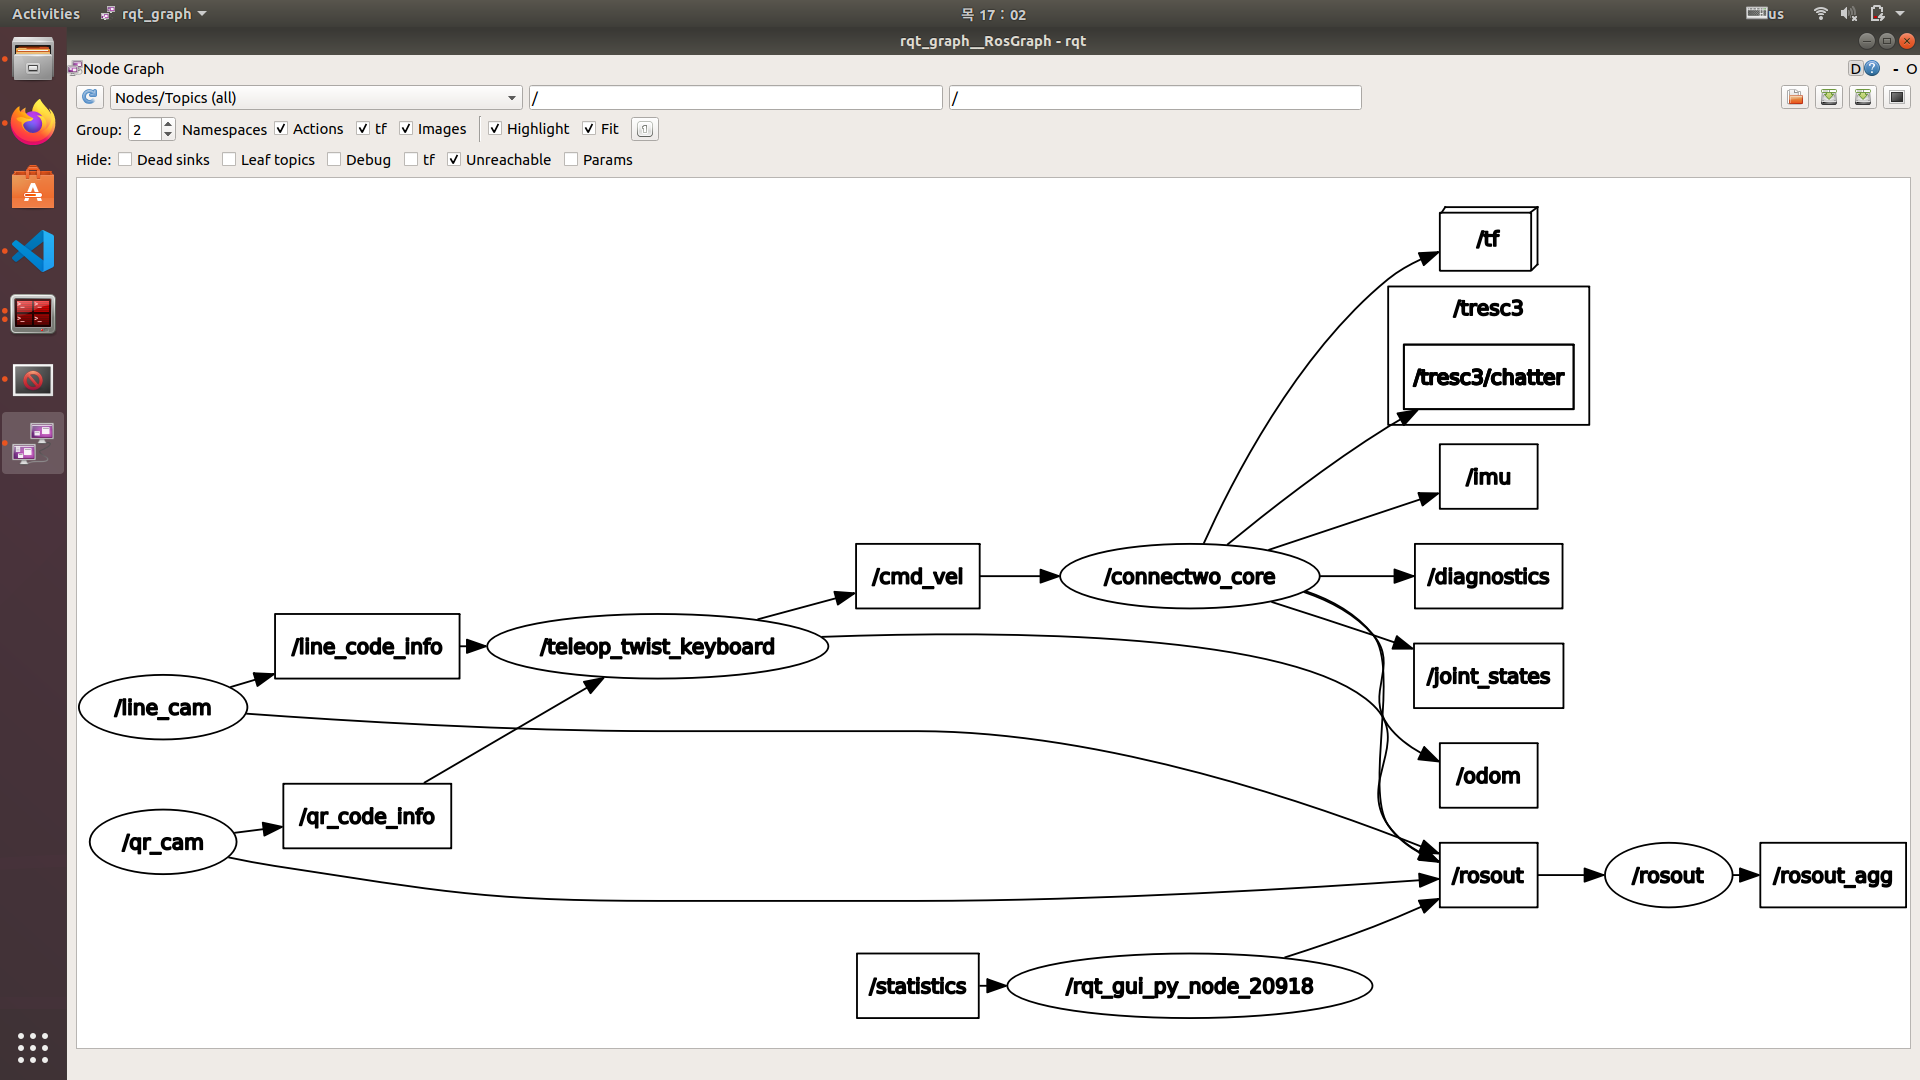 Activities rqt_graph 목 17 : 02 us
rqt_graph__RosGraph - rqt
Node Graph D - O
Nodes/Topics (all) / /
Group: 2 Namespaces Actions tf Images Highlight Fit
Hide: Dead sinks Leaf topics Debug tf Unreachable Params
/tf
/tresc3
/tresc3/chatter
/imu
/cmd_vel
/connectwo_core
/diagnostics
/line_code_info
/teleop_twist_keyboard
/joint_states
/line_cam
/odom
/qr_code_info
/qr_cam
/rosout
/rosout
/rosout_agg
/statistics
/rqt_gui_py_node_20918